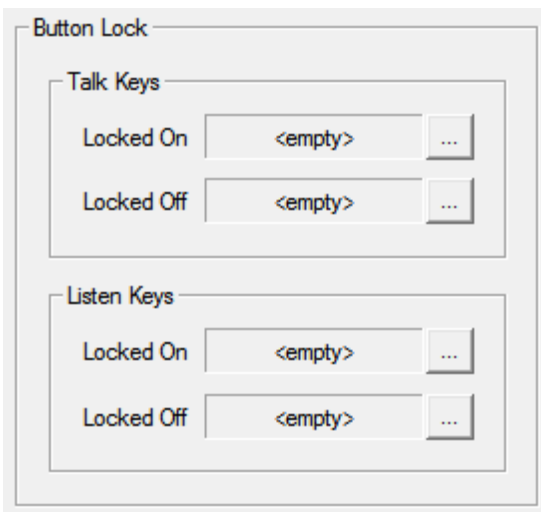 Button Lock
Talk Keys
Locked On <empty> ...
Locked Off <empty> ...
Listen Keys
Locked On <empty> ...
Locked Off <empty> ...